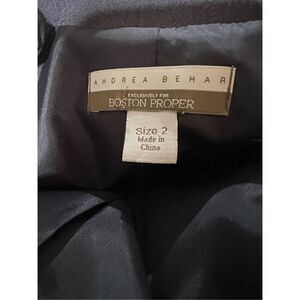 ANDREA BEHAR
EXCLUSIVELY FOR
BOSTON PROPER
Size 2
Made in
China